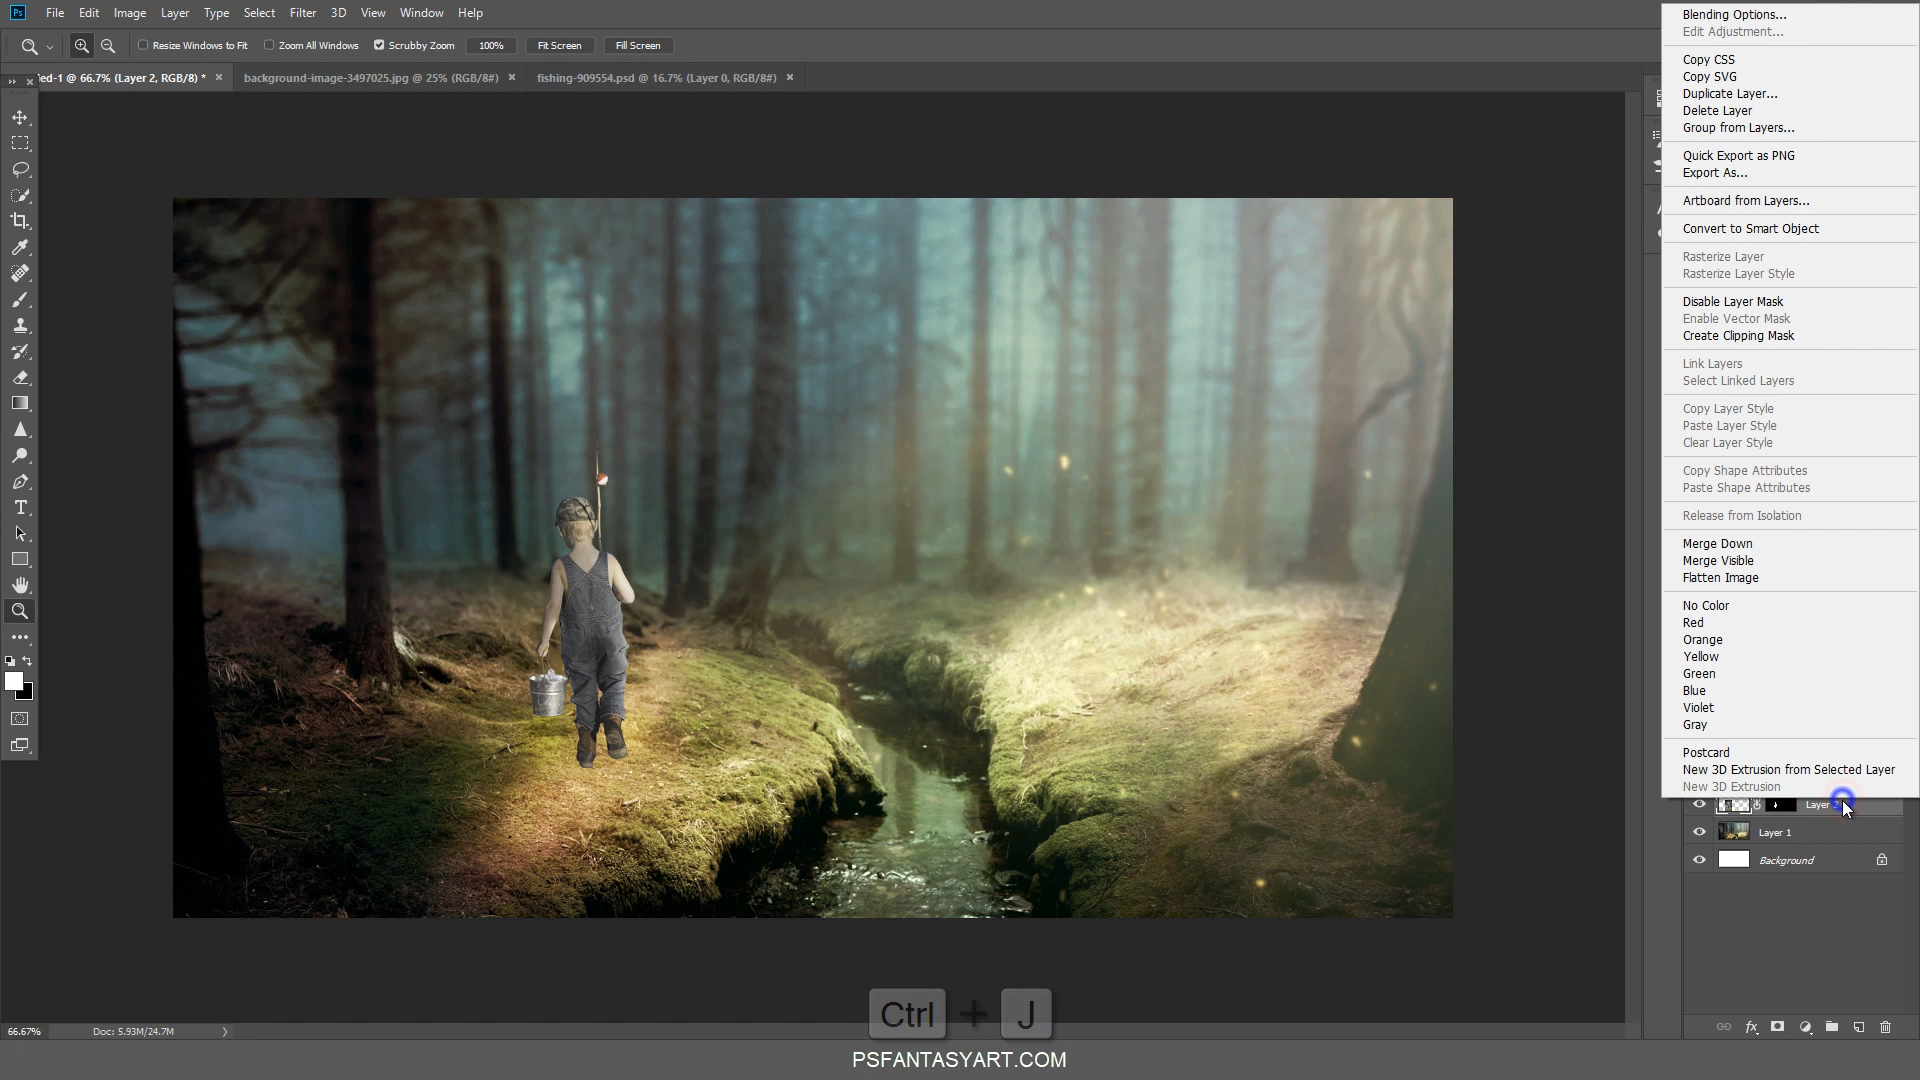 Ps File Edit Image Layer Type Select Filter 3D View Window Help
Resize Windows to Fit Zoom All Windows Scrubby Zoom 100% Fit Screen Fill Screen
led-1 @ 66.7% (Layer 2, RGB/8) * × background-image-3497025.jpg @ 25% (RGB/8#) × fishing-909554.psd @ 16.7% (Layer 0, RGB/8#) ×
Blending Options...
Edit Adjustment...
Copy CSS
Copy SVG
Duplicate Layer...
Delete Layer
Group from Layers...
Quick Export as PNG
Export As...
Artboard from Layers...
Convert to Smart Object
Rasterize Layer
Rasterize Layer Style
Disable Layer Mask
Enable Vector Mask
Create Clipping Mask
Link Layers
Select Linked Layers
Copy Layer Style
Paste Layer Style
Clear Layer Style
Copy Shape Attributes
Paste Shape Attributes
Release from Isolation
Merge Down
Merge Visible
Flatten Image
No Color
Red
Orange
Yellow
Green
Blue
Violet
Gray
Postcard
New 3D Extrusion from Selected Layer
New 3D Extrusion
Layer
Layer 1
Background
fx
66.67% Doc: 5.93M/24.7M
Ctrl + J
PSFANTASYART.COM